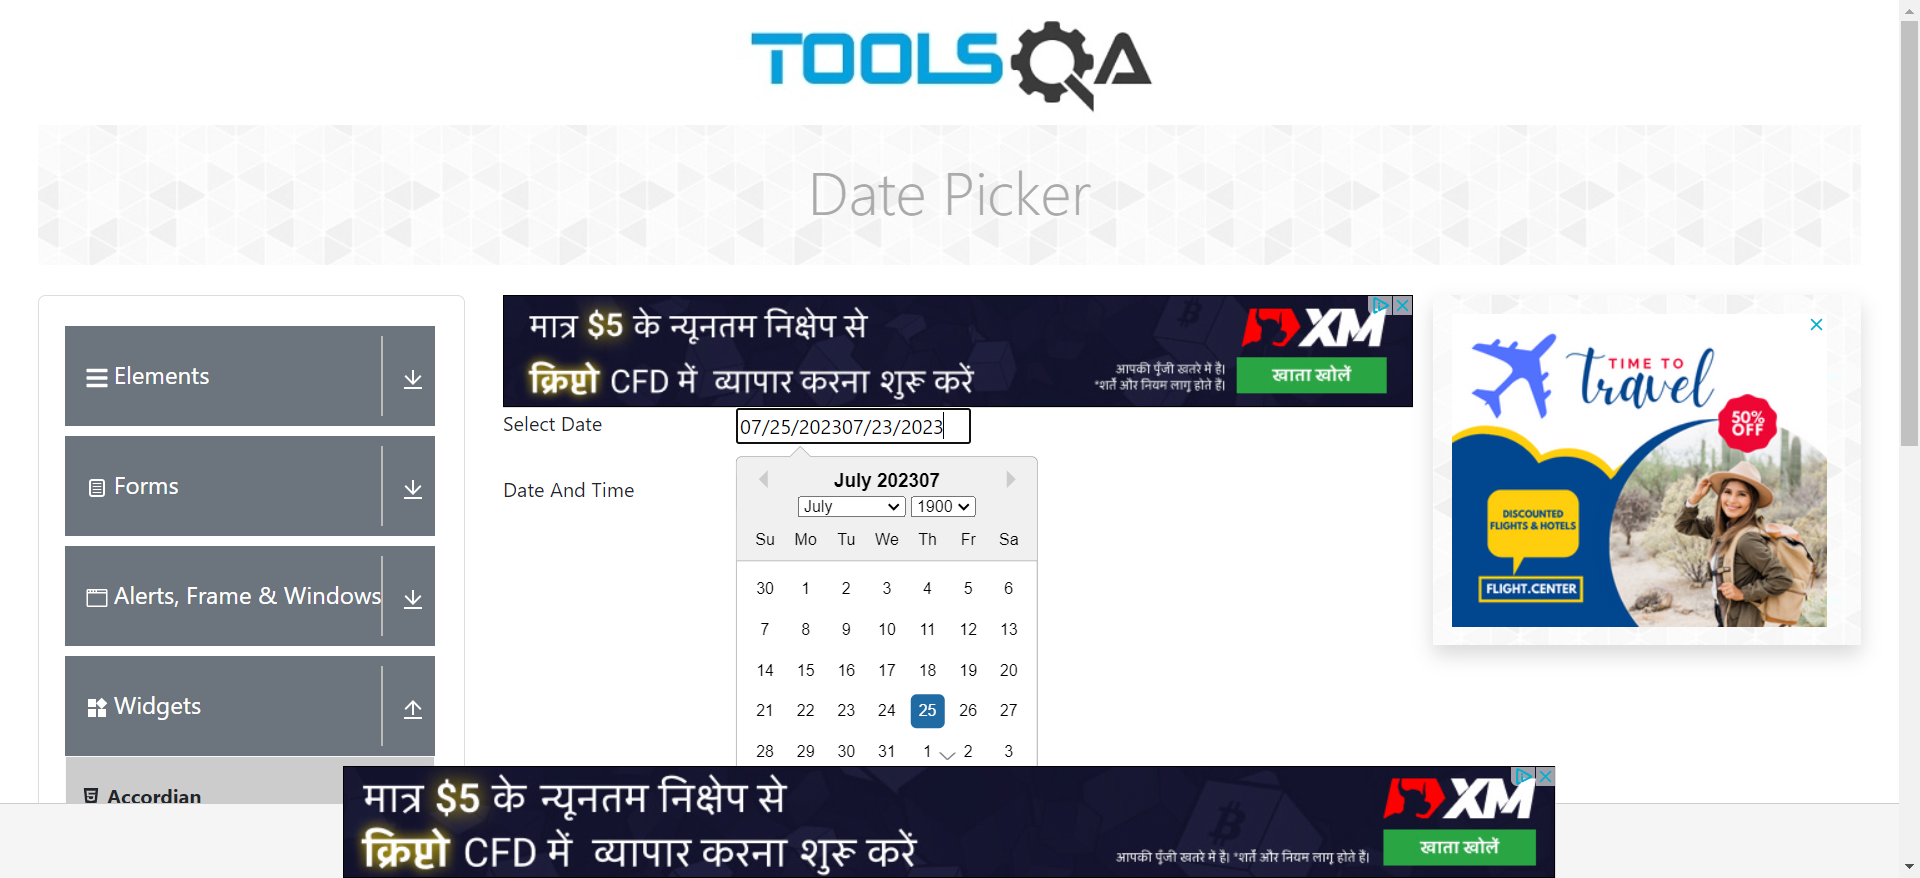 TOOLSQA
Date Picker
Elements
Forms
Alerts, Frame & Windows
Widgets
Accordian
मात्र $5 के न्यूनतम निक्षेप से
क्रिप्टो CFD में व्यापार करना शुरू करें
आपकी पूँजी खतरे में है।
*शर्तें और नियम लागू होते हैं।
XM
खाता खोलें
Select Date
07/25/202307/23/2023
Date And Time
July 202307
July 1900
Su Mo Tu We Th Fr Sa
30 1 2 3 4 5 6
7 8 9 10 11 12 13
14 15 16 17 18 19 20
21 22 23 24 25 26 27
28 29 30 31 1 2 3
TIME TO
travel
50%
OFF
DISCOUNTED
FLIGHTS & HOTELS
FLIGHT.CENTER
मात्र $5 के न्यूनतम निक्षेप से
क्रिप्टो CFD में व्यापार करना शुरू करें
आपकी पूँजी खतरे में है। *शर्तें और नियम लागू होते हैं।
XM
खाता खोलें